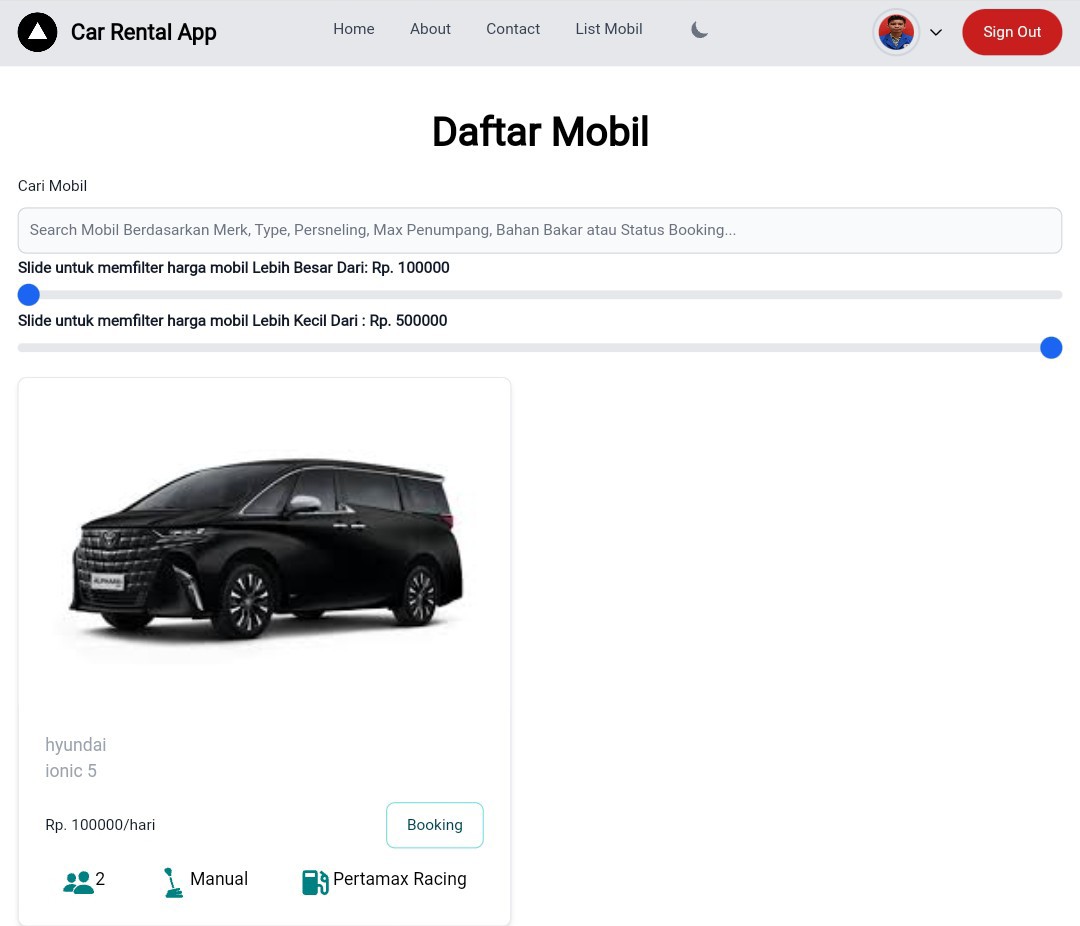 Car Rental App
Home
About
Contact
List Mobil
Sign Out
Daftar Mobil
Cari Mobil
Search Mobil Berdasarkan Merk, Type, Persneling, Max Penumpang, Bahan Bakar atau Status Booking...
Slide untuk memfilter harga mobil Lebih Besar Dari: Rp. 100000
Slide untuk memfilter harga mobil Lebih Kecil Dari : Rp. 500000
ALPHARD
hyundai
ionic 5
Rp. 100000/hari
Booking
2
Manual
Pertamax Racing